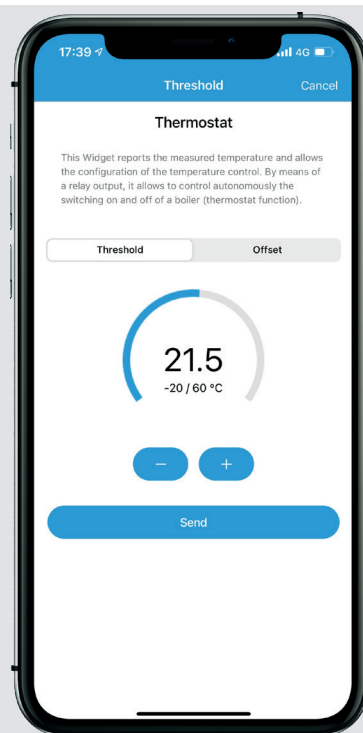 17:39 4G
Threshold Cancel
Thermostat
This Widget reports the measured temperature and allows
the configuration of the temperature control. By means of
a relay output, it allows to control autonomously the
switching on and off of a boiler (thermostat function).
Threshold Offset
21.5
-20 / 60 °C
− +
Send